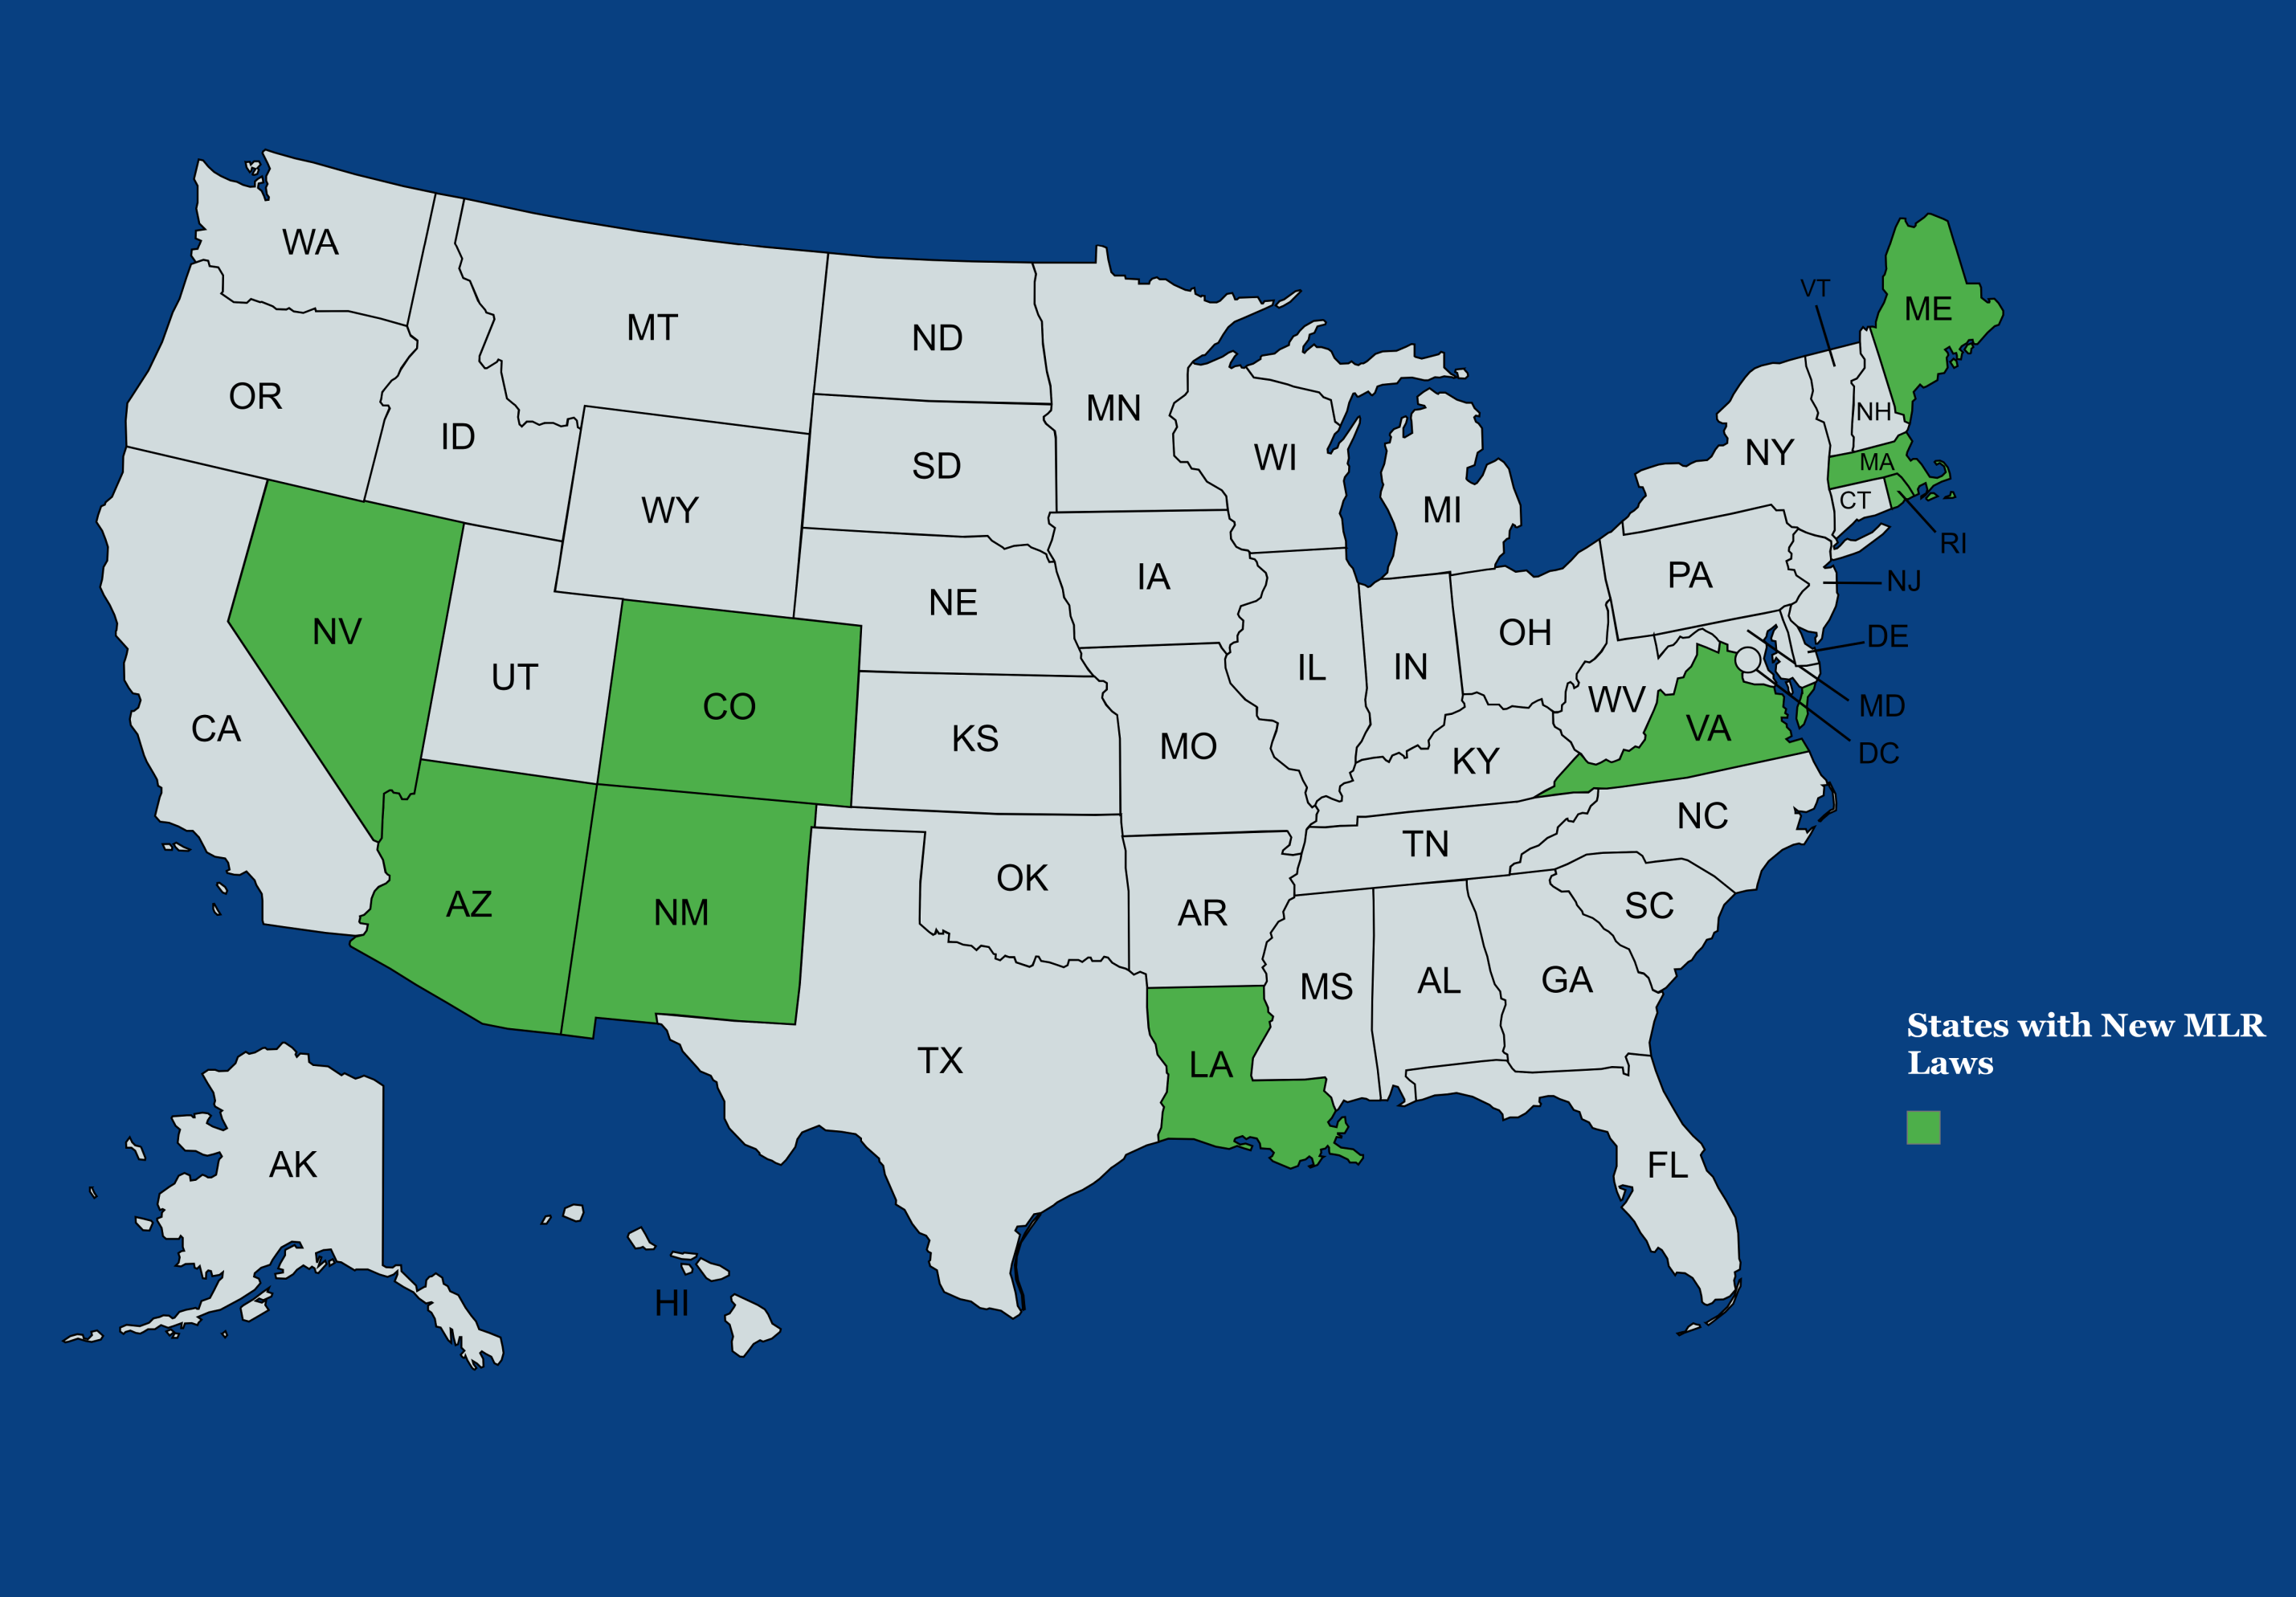 WA
VT
ME
MT
ND
OR
MN
NH
ID
NY
WI
MA
SD
CT
WY
MI
RI
IA
PA
NJ
NE
NV
OH
DE
UT
IL
IN
WV
MD
CO
CA
VA
KS
MO
DC
KY
NC
TN
OK
AZ
NM
AR
SC
MS
AL
GA
States with New MLR
Laws
TX
LA
AK
FL
HI